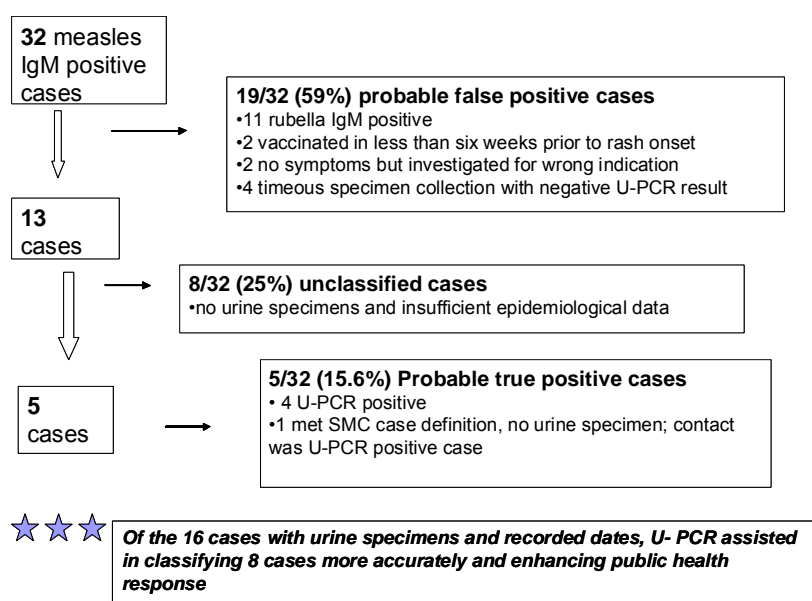 32 measles
IgM positive
cases
19/32 (59%) probable false positive cases
•11 rubella IgM positive
•2 vaccinated in less than six weeks prior to rash onset
•2 no symptoms but investigated for wrong indication
•4 timeous specimen collection with negative U-PCR result
13
cases
8/32 (25%) unclassified cases
•no urine specimens and insufficient epidemiological data
5/32 (15.6%) Probable true positive cases
• 4 U-PCR positive
•1 met SMC case definition, no urine specimen; contact
was U-PCR positive case
5
cases
Of the 16 cases with urine specimens and recorded dates, U- PCR assisted
in classifying 8 cases more accurately and enhancing public health
response